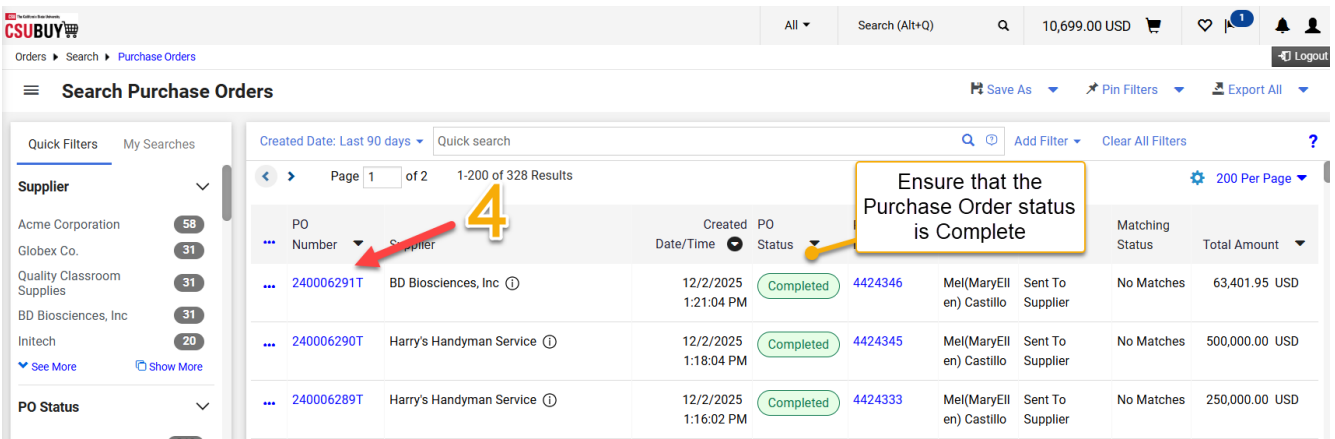 CSU The California State University
CSUBUY
All
Search (Alt+Q)
10,699.00 USD
1
Orders Search Purchase Orders
Logout
Search Purchase Orders
Save As
Pin Filters
Export All
Quick Filters
My Searches
Supplier
Acme Corporation 58
Globex Co. 31
Quality Classroom
Supplies 31
BD Biosciences, Inc 31
Initech 20
See More
Show More
PO Status
Created Date: Last 90 days
Quick search
?
Add Filter
Clear All Filters
?
Page 1 of 2
1-200 of 328 Results
200 Per Page
4
Ensure that the
Purchase Order status
is Complete
PO
Number
Supplier
Created
Date/Time
PO
Status
Matching
Status
Total Amount
240006291T BD Biosciences, Inc 12/2/2025 Completed 4424346 Mel(MaryEll Sent To No Matches 63,401.95 USD
1:21:04 PM en) Castillo Supplier
240006290T Harry's Handyman Service 12/2/2025 Completed 4424345 Mel(MaryEll Sent To No Matches 500,000.00 USD
1:18:04 PM en) Castillo Supplier
240006289T Harry's Handyman Service 12/2/2025 Completed 4424333 Mel(MaryEll Sent To No Matches 250,000.00 USD
1:16:02 PM en) Castillo Supplier